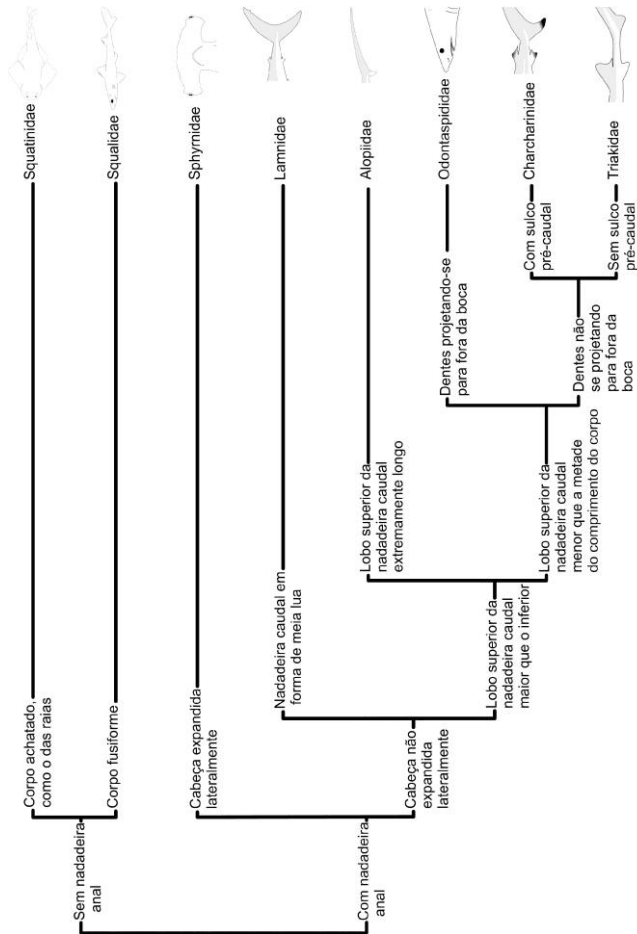 Sem nadadeira
anal
Com nadadeira
anal
Corpo achatado,
como o das raias
Corpo fusiforme
Cabeça expandida
lateralmente
Cabeça não
expandida
lateralmente
Nadadeira caudal em
forma de meia lua
Lobo superior da
nadadeira caudal
maior que o inferior
Lobo superior da
nadadeira caudal
extremamente longo
Lobo superior da
nadadeira caudal
menor que a metade
do comprimento do corpo
Dentes projetando-se
para fora da boca
Dentes não
se projetando
para fora da
boca
Com sulco
pré-caudal
Sem sulco
pré-caudal
Squatinidae
Squalidae
Sphyrnidae
Lamnidae
Alopiidae
Odontaspididae
Charcharinidae
Triakidae